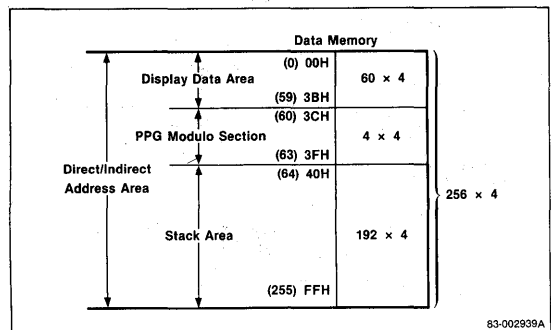 Data Memory
(0) 00H
Display Data Area
60 × 4
(59) 3BH
(60) 3CH
PPG Modulo Section
4 × 4
(63) 3FH
Direct/Indirect
Address Area
(64) 40H
256 × 4
Stack Area
192 × 4
(255) FFH
83-002939A